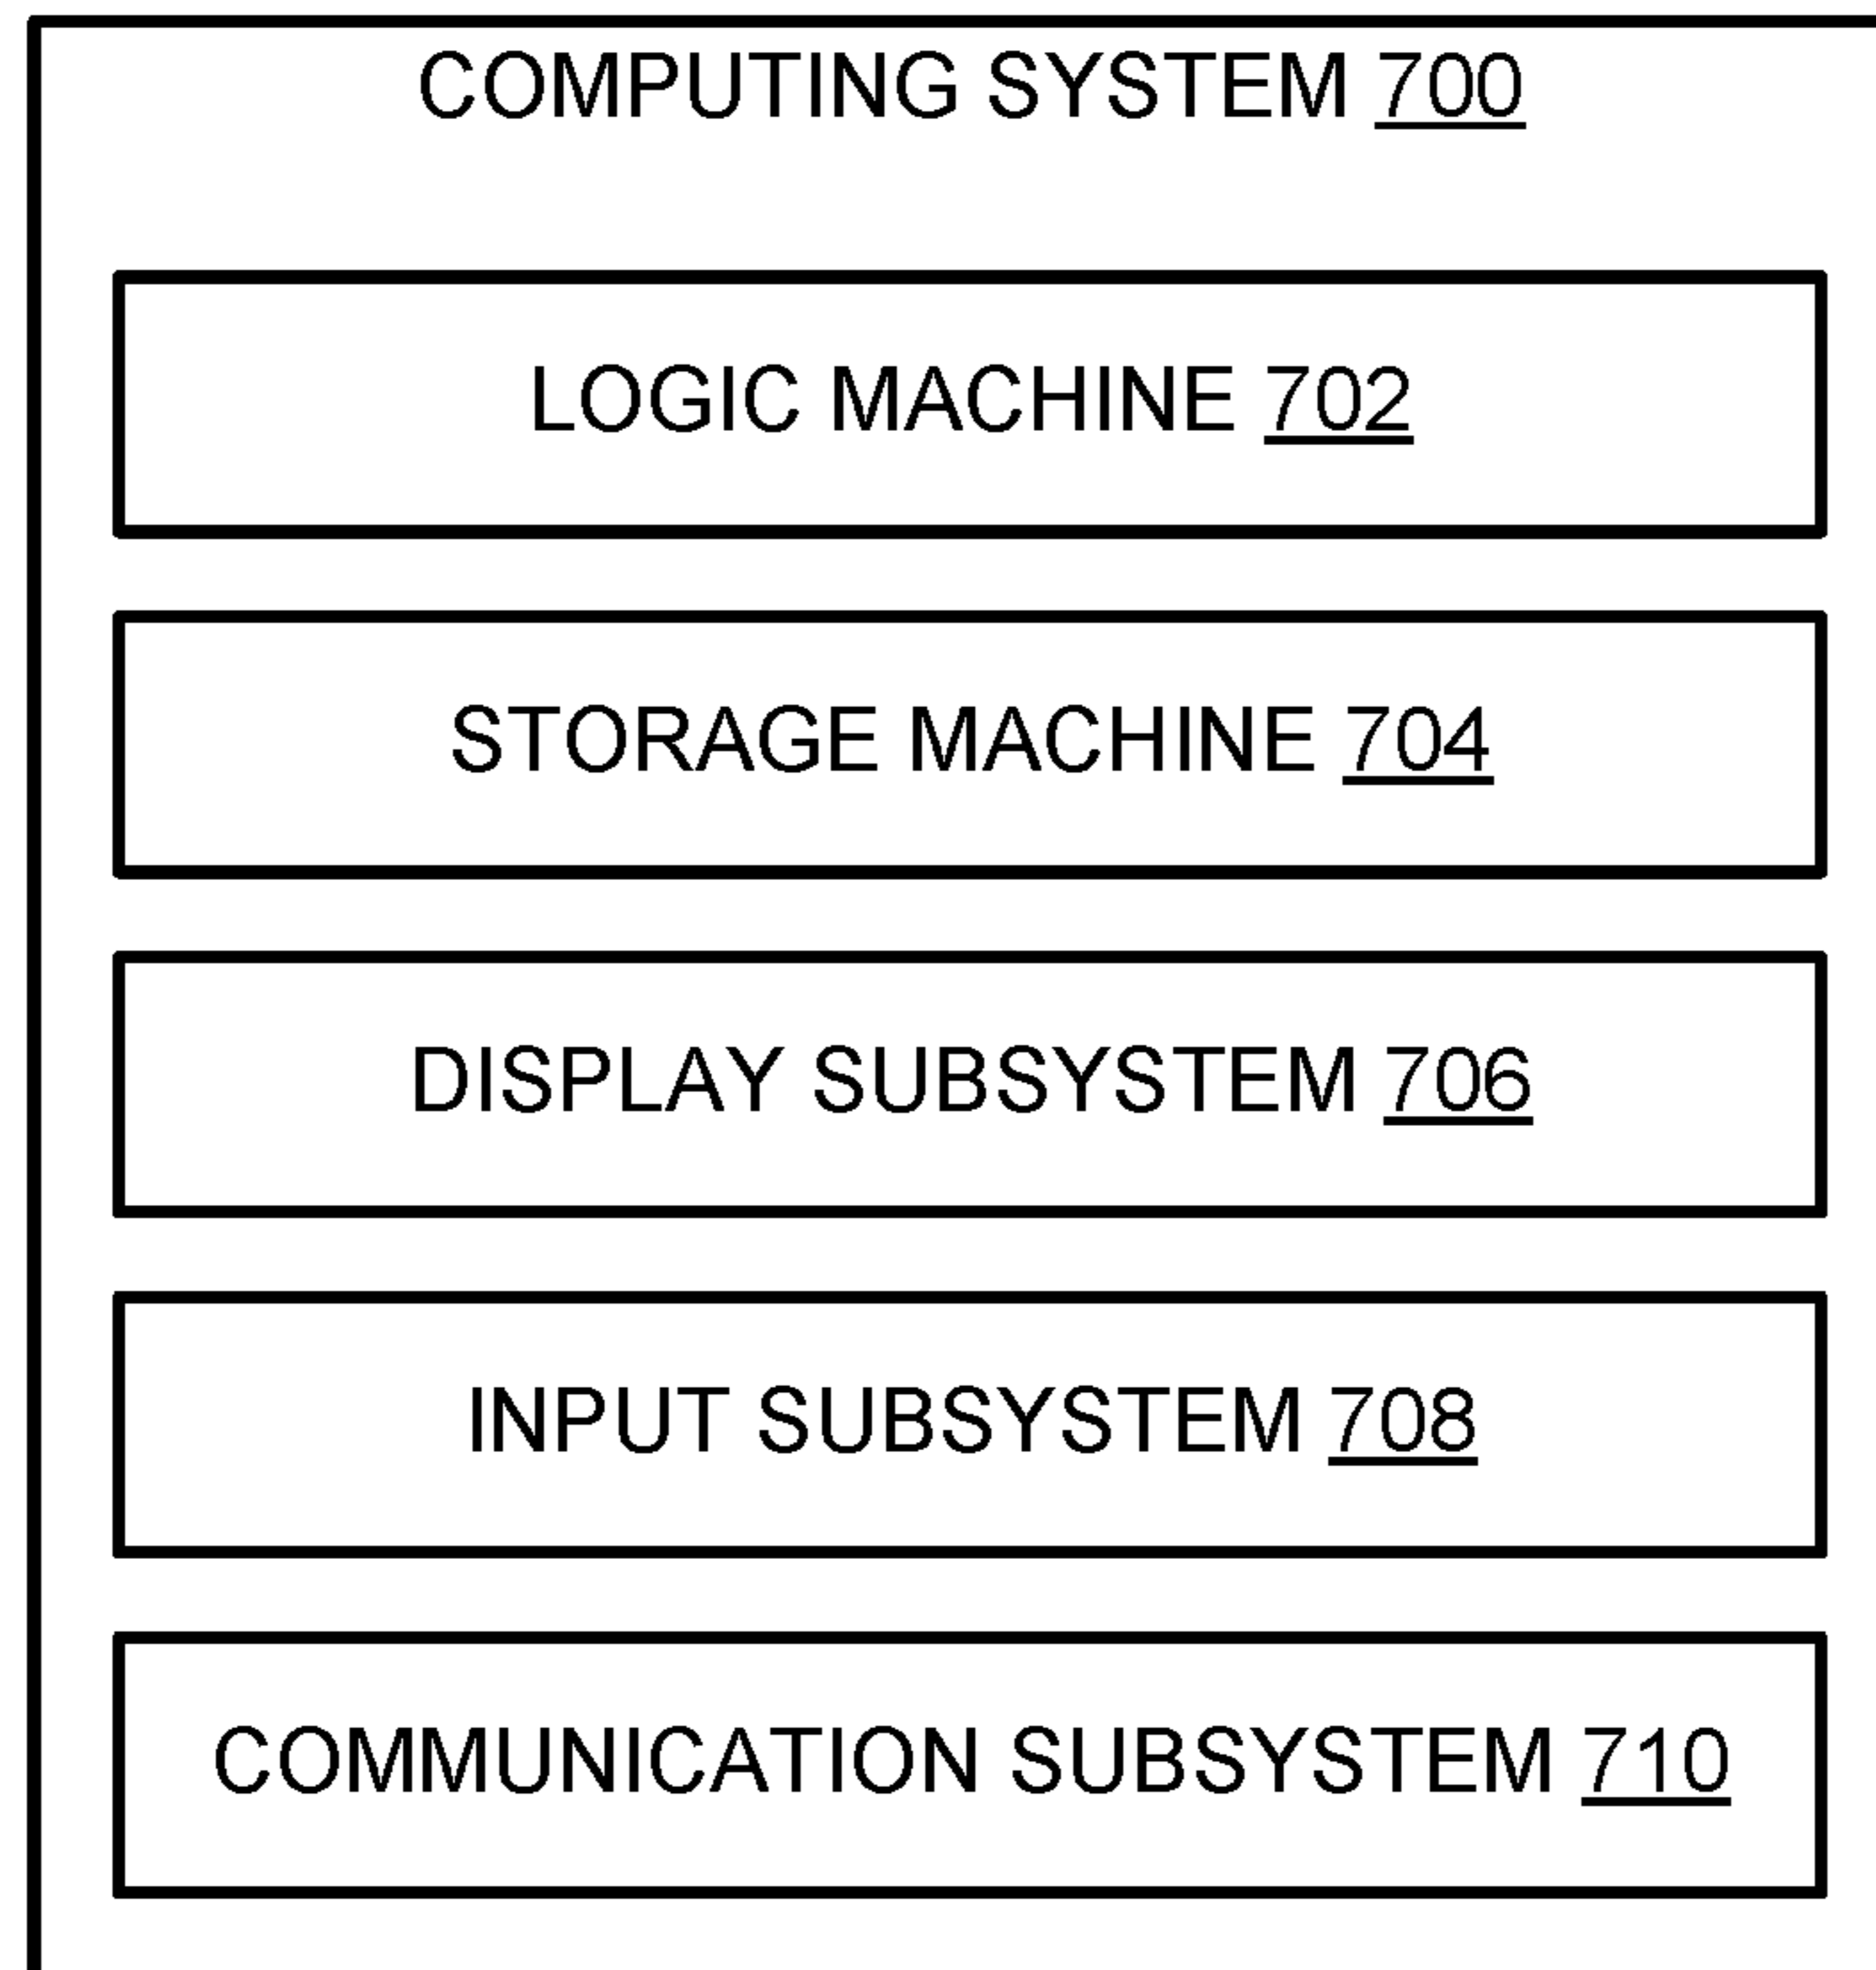 COMPUTING SYSTEM 700
LOGIC MACHINE 702
STORAGE MACHINE 704
DISPLAY SUBSYSTEM 706
INPUT SUBSYSTEM 708
COMMUNICATION SUBSYSTEM 710